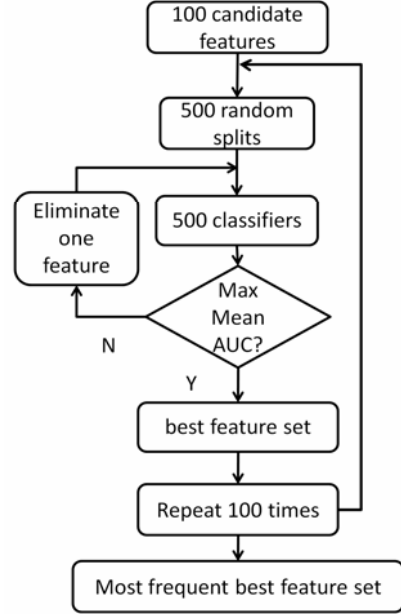 100 candidate
features
500 random
splits
Eliminate
one
feature
500 classifiers
Max
Mean
AUC?
N
Y
best feature set
Repeat 100 times
Most frequent best feature set